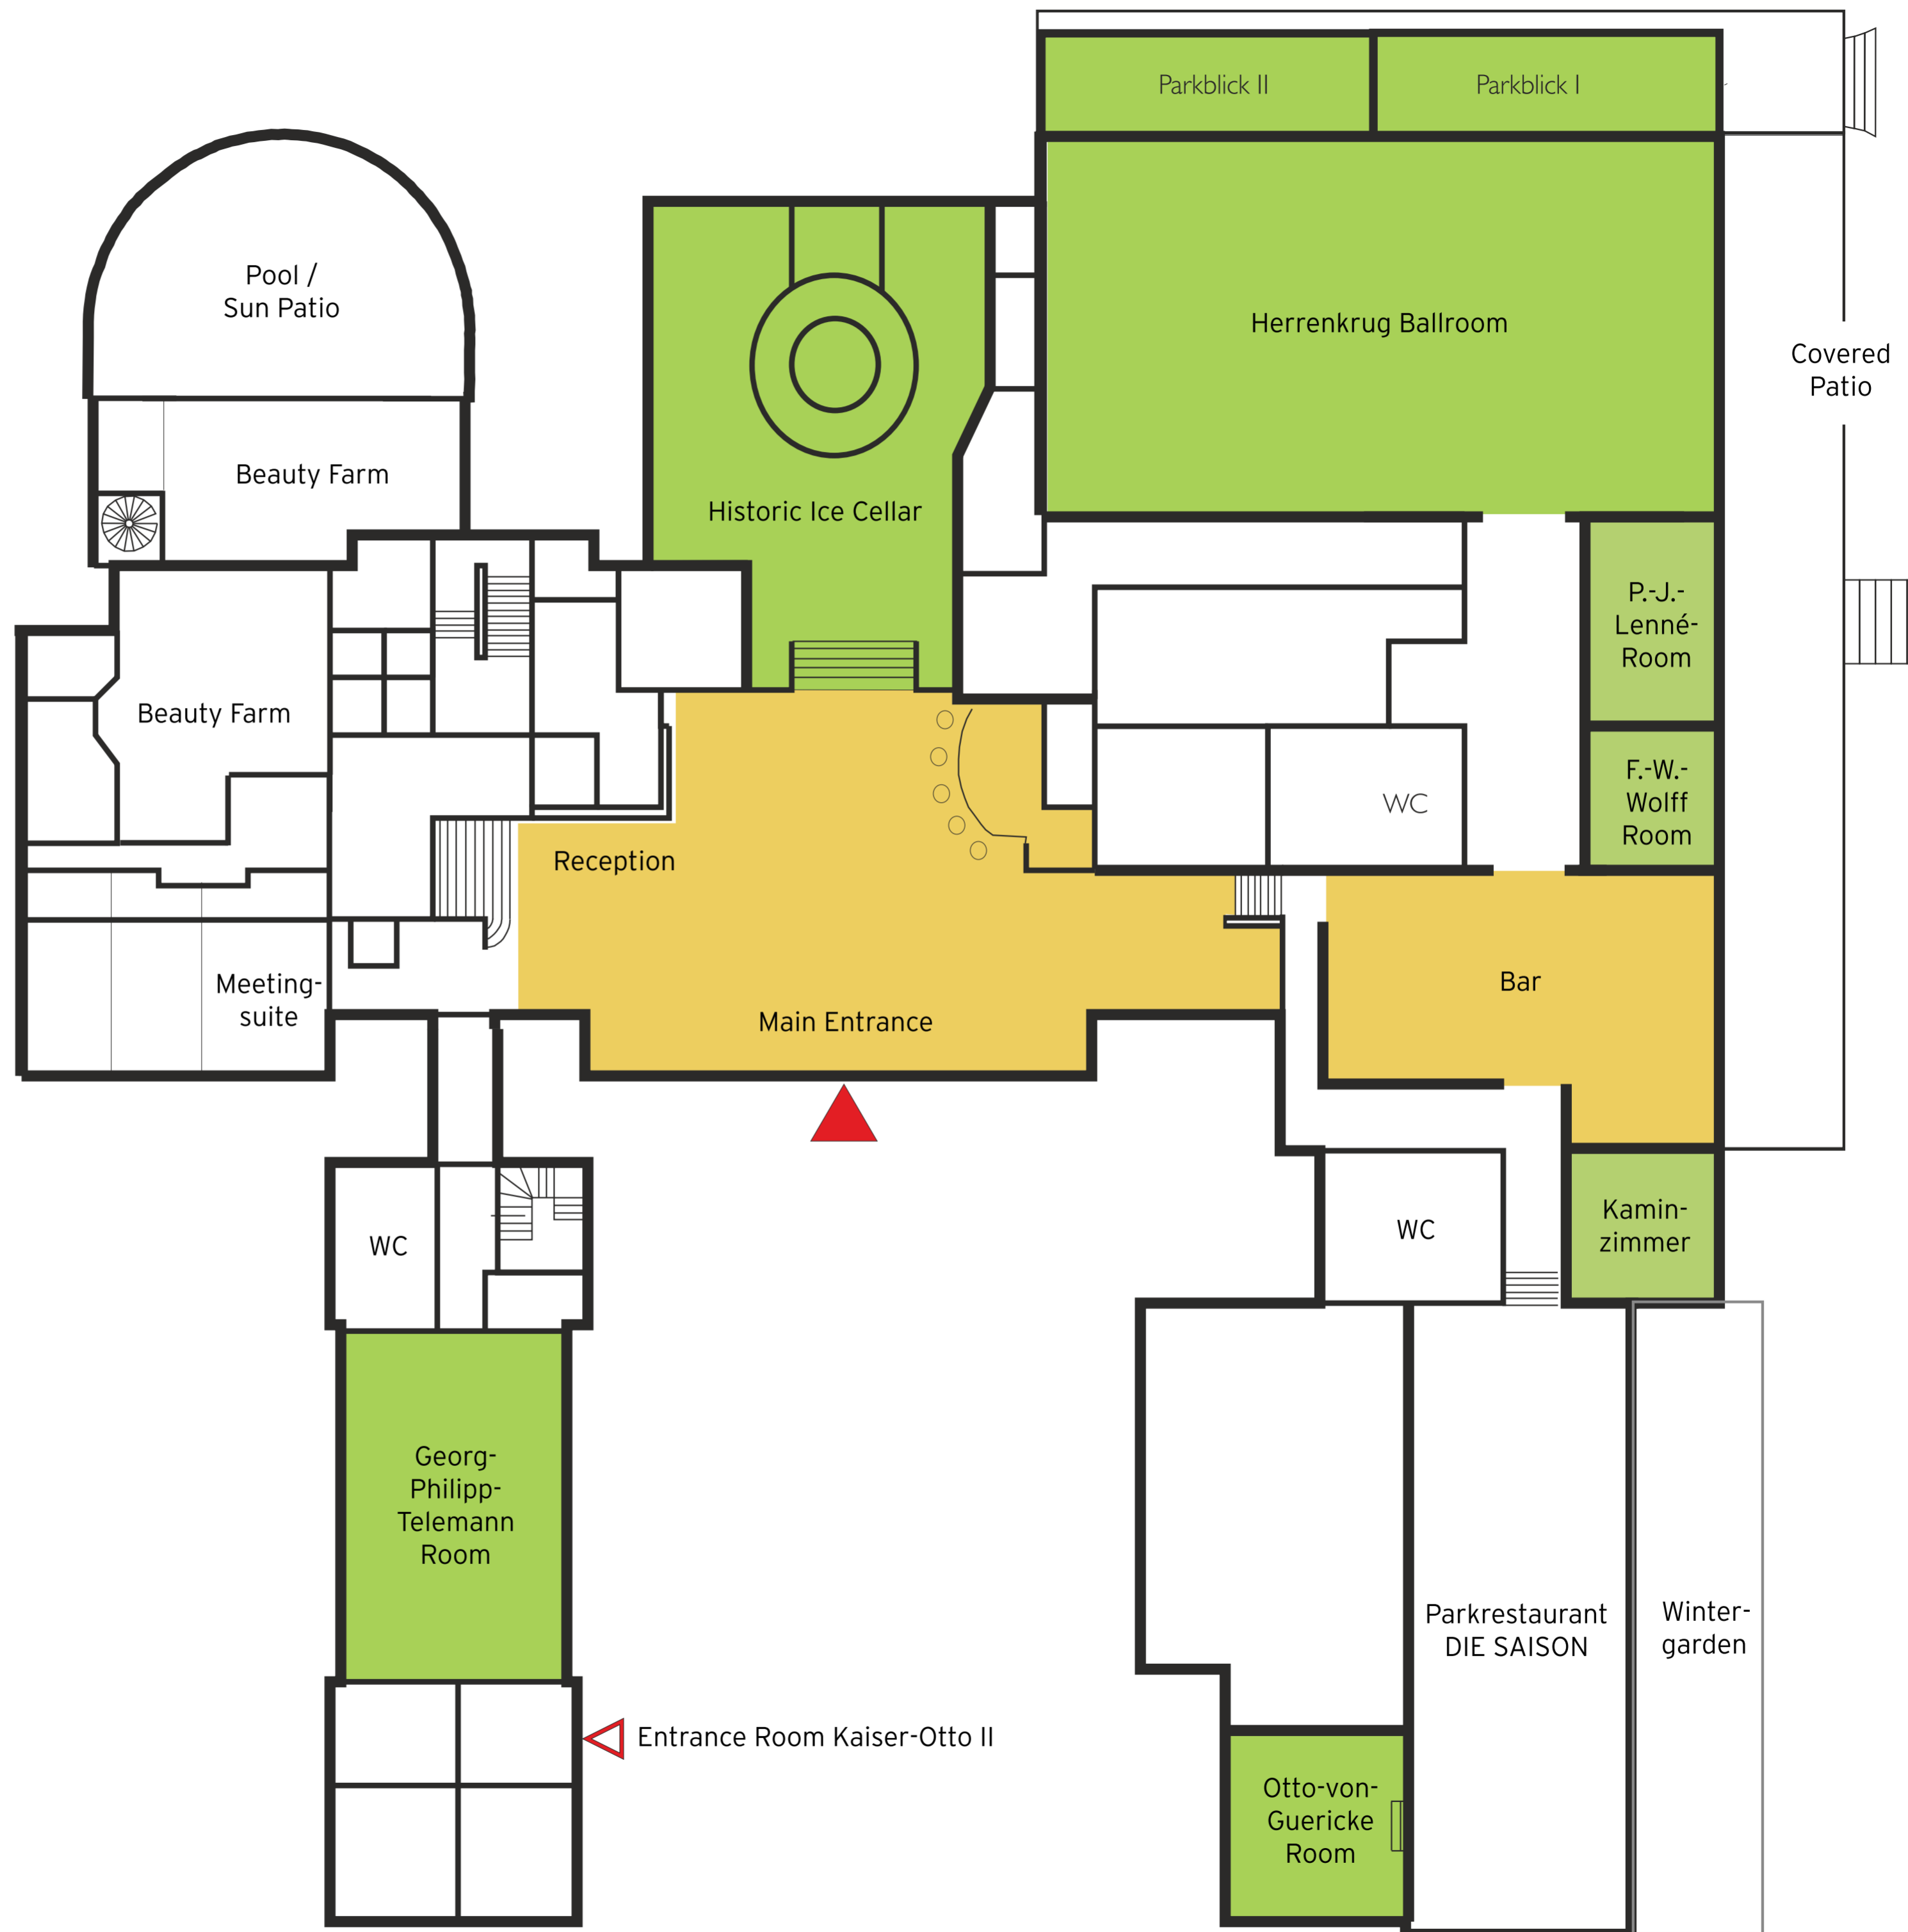 Parkblick II
Parkblick I
Pool /
Sun Patio
Herrenkrug Ballroom
Covered
Patio
Beauty Farm
Historic Ice Cellar
P.-J.-
Lenné-
Room
Beauty Farm
F.-W.-
Wolff
Room
WC
Reception
Meeting-
suite
Main Entrance
Bar
WC
WC
Kamin-
zimmer
Georg-
Philipp-
Telemann
Room
Parkrestaurant
DIE SAISON
Winter-
garden
Entrance Room Kaiser-Otto II
Otto-von-
Guericke
Room